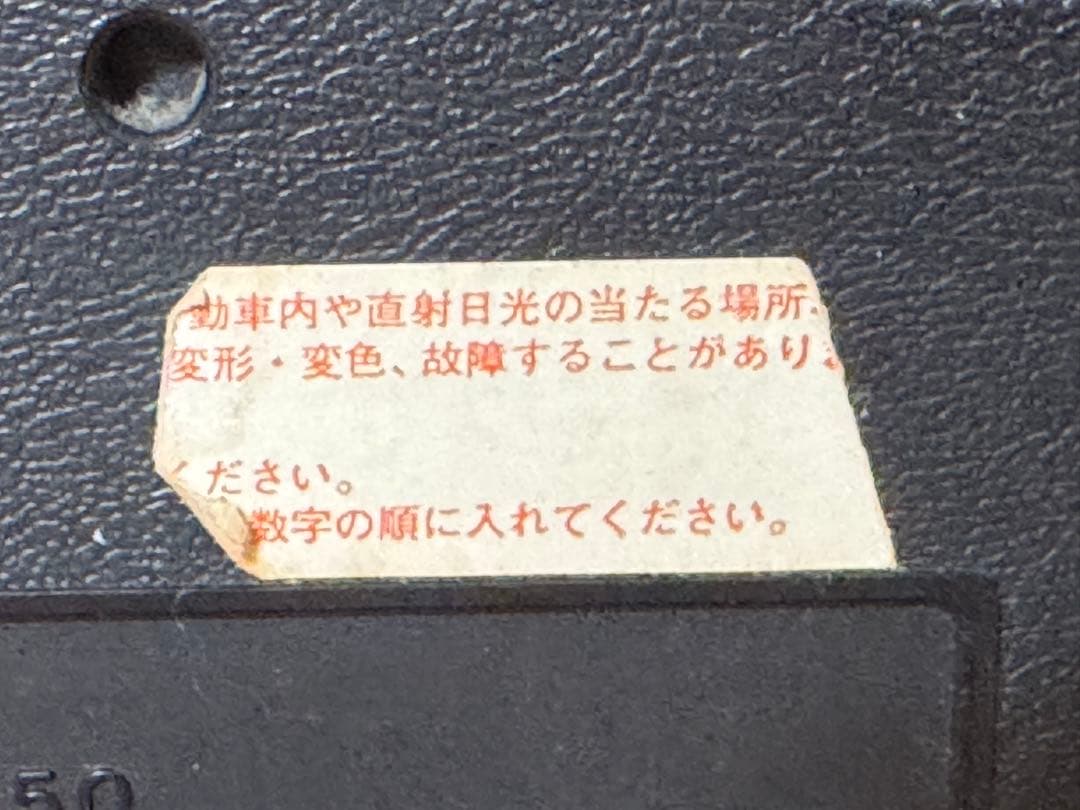 動車内や直射日光の当たる場所、
変形・変色、故障することがありま
ください。
数字の順に入れてください。
50